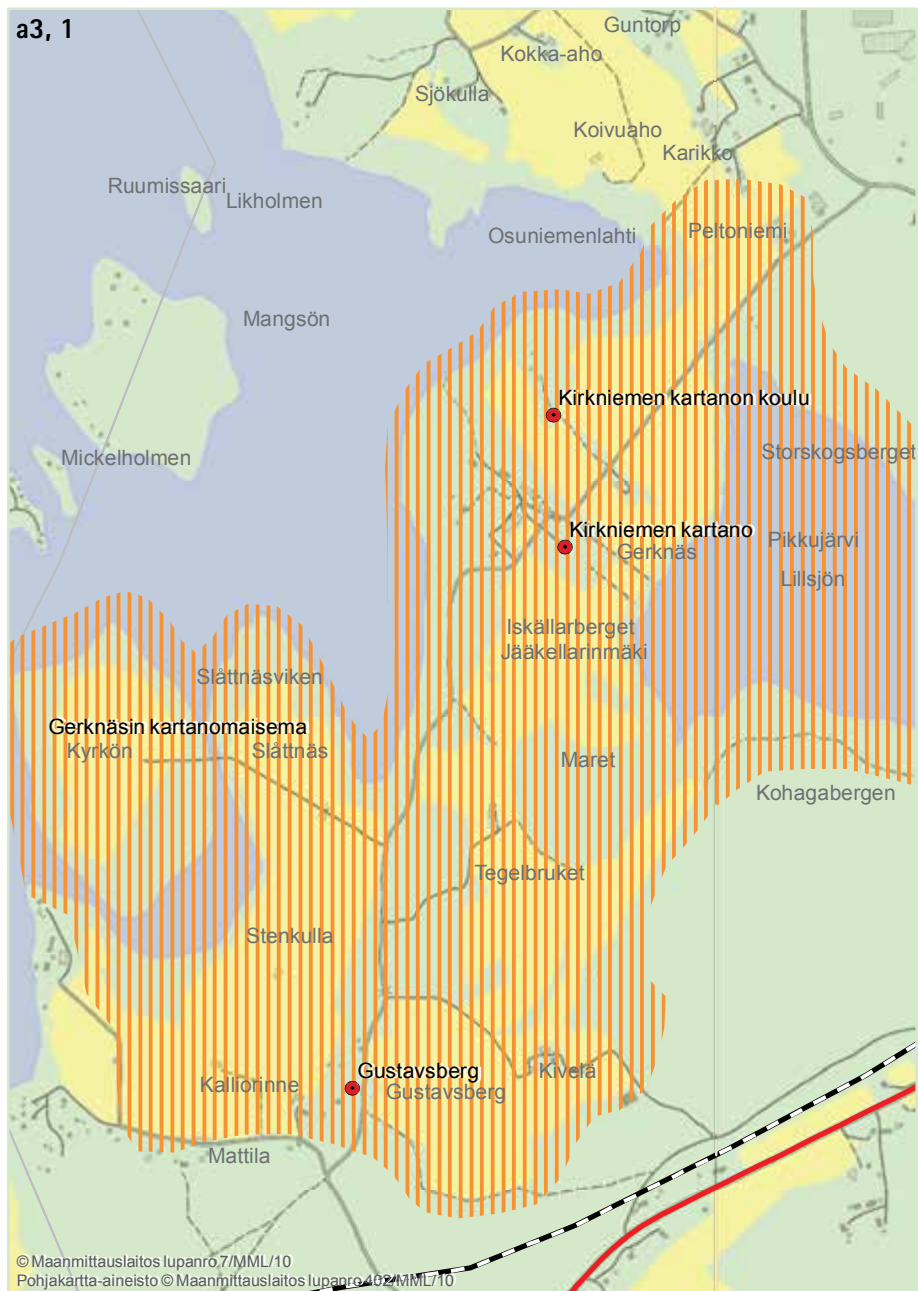 a3, 1
Guntorp
Kokka-aho
Sjökulla
Koivuaho
Karikko
Ruumissaari
Likholmen
Osuniemenlahti
Peltoniemi
Mangsön
Kirkniemen kartanon koulu
Mickelholmen
Storskogsberget
Kirkniemen kartano
Gerknäs
Pikkujärvi
Lillsjön
Iskällarberget
Jääkellarinmäki
Slåttnäsviken
Gerknäsin kartanomaisema
Kyrkön
Slåttnäs
Maret
Kohagabergen
Tegelbruket
Stenkulla
Gustavsberg
Kivelä
Kalliorinne
Gustavsberg
Mattila
© Maanmittauslaitos lupanro 7/MML/10
Pohjakartta-aineisto © Maanmittauslaitos lupanro 402/MML/10